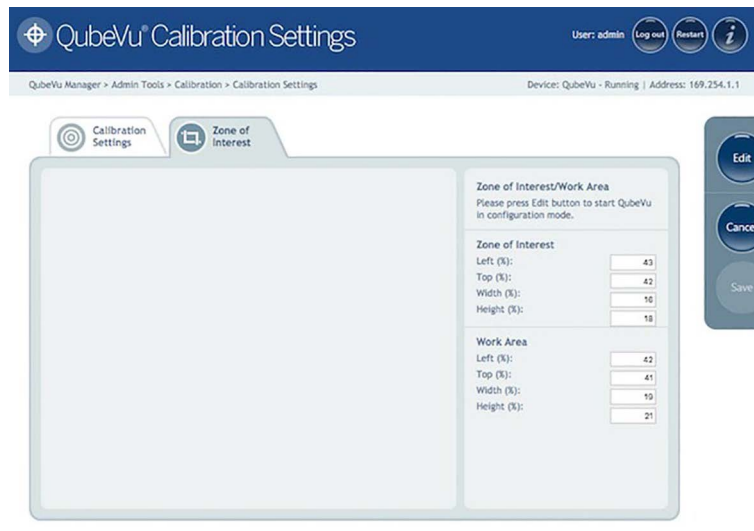 QubeVu® Calibration Settings
User: admin
Log out
Restart
i
QubeVu Manager > Admin Tools > Calibration > Calibration Settings
Device: QubeVu - Running | Address: 169.254.1.1
Calibration
Settings
Zone of
Interest
Edit
Cance
Save
Zone of Interest/Work Area
Please press Edit button to start QubeVu
in configuration mode.
Zone of Interest
Left (%): 43
Top (%): 42
Width (%): 16
Height (%): 18
Work Area
Left (%): 42
Top (%): 41
Width (%): 19
Height (%): 21